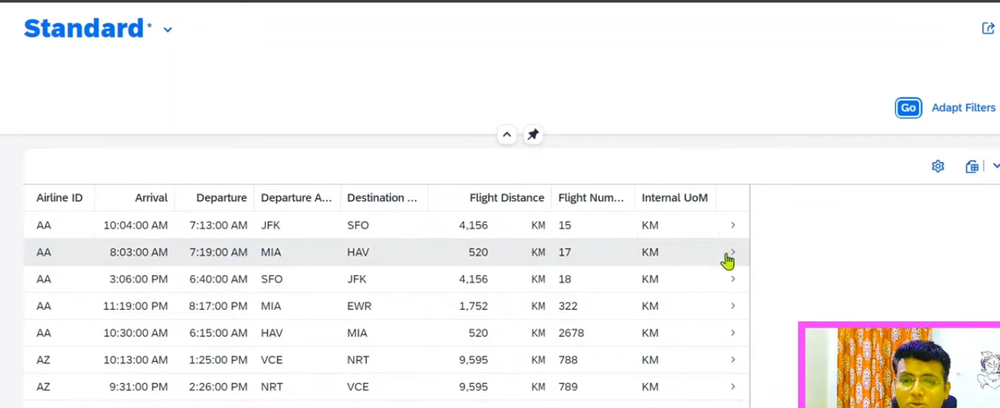 Standard*
Go Adapt Filters
Airline ID Arrival Departure Departure A... Destination ... Flight Distance Flight Num... Internal UoM
AA 10:04:00 AM 7:13:00 AM JFK SFO 4,156 KM 15 KM
AA 8:03:00 AM 7:19:00 AM MIA HAV 520 KM 17 KM
AA 3:06:00 PM 6:40:00 AM SFO JFK 4,156 KM 18 KM
AA 11:19:00 PM 8:17:00 PM MIA EWR 1,752 KM 322 KM
AA 10:30:00 AM 6:15:00 AM HAV MIA 520 KM 2678 KM
AZ 10:13:00 AM 1:25:00 PM VCE NRT 9,595 KM 788 KM
AZ 9:31:00 PM 2:26:00 PM NRT VCE 9,595 KM 789 KM